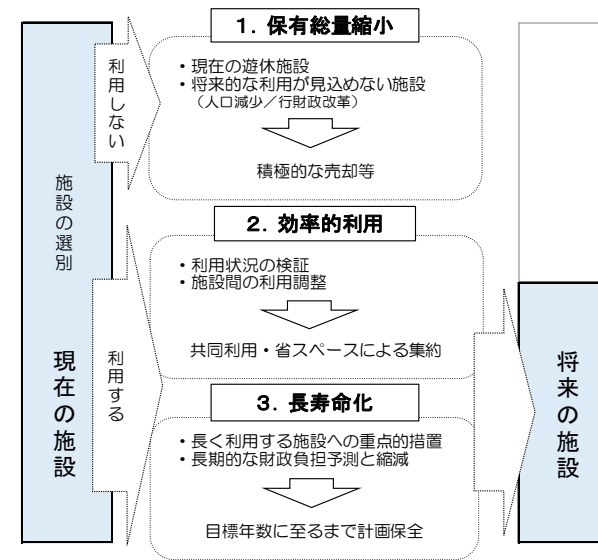 施設の選別
現在の施設
利用しない
1．保有総量縮小
・現在の遊休施設
・将来的な利用が見込めない施設
（人口減少／行財政改革）
積極的な売却等
利用する
2．効率的利用
・利用状況の検証
・施設間の利用調整
共同利用・省スペースによる集約
3．長寿命化
・長く利用する施設への重点的措置
・長期的な財政負担予測と縮減
目標年数に至るまで計画保全
将来の施設